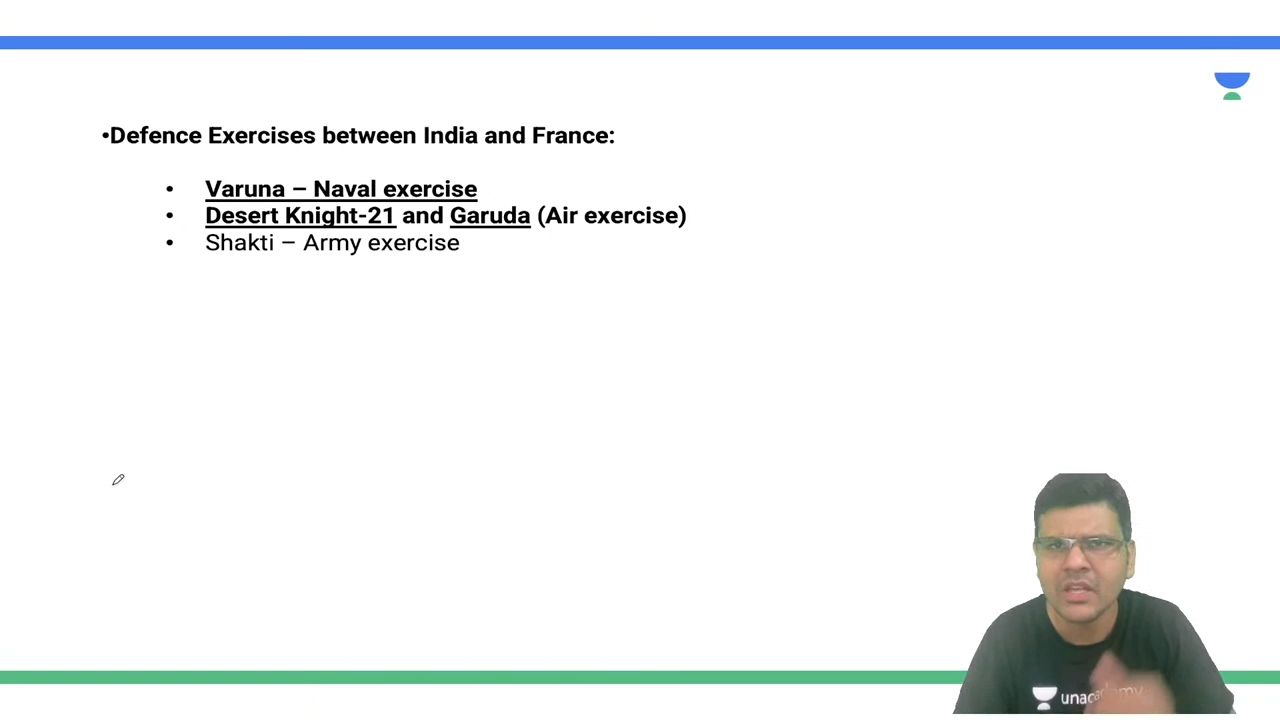 •Defence Exercises between India and France:
• Varuna – Naval exercise
• Desert Knight-21 and Garuda (Air exercise)
• Shakti – Army exercise
unacademy